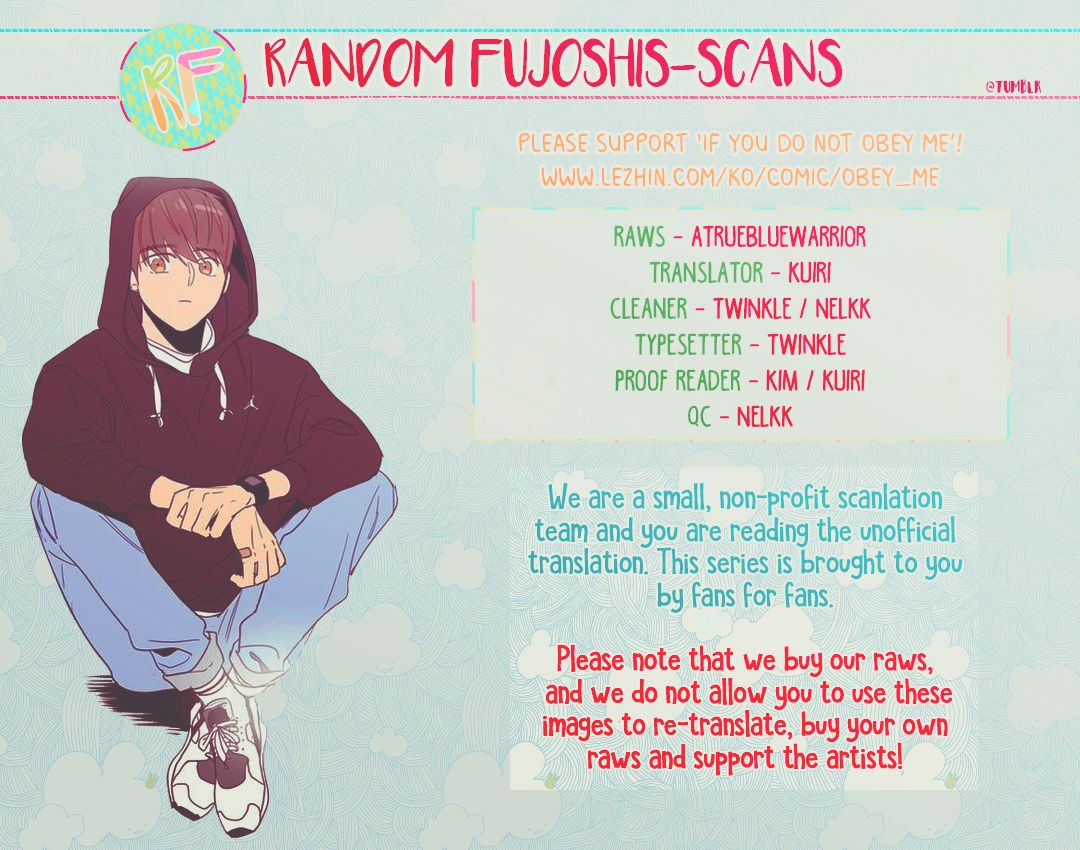 RF
RANDOM FUJOSHIS-SCANS
@TUMBLR
PLEASE SUPPORT 'IF YOU DO NOT OBEY ME'!
WWW.LEZHIN.COM/KO/COMIC/OBEY_ME
RAWS - ATRUEBLUEWARRIOR
TRANSLATOR - KUIRI
CLEANER - TWINKLE / NELKK
TYPESETTER - TWINKLE
PROOF READER - KIM / KUIRI
QC - NELKK
We are a small, non-profit scanlation
team and you are reading the unofficial
translation. This series is brought to you
by fans for fans.
Please note that we buy our raws,
and we do not allow you to use these
images to re-translate, buy your own
raws and support the artists!